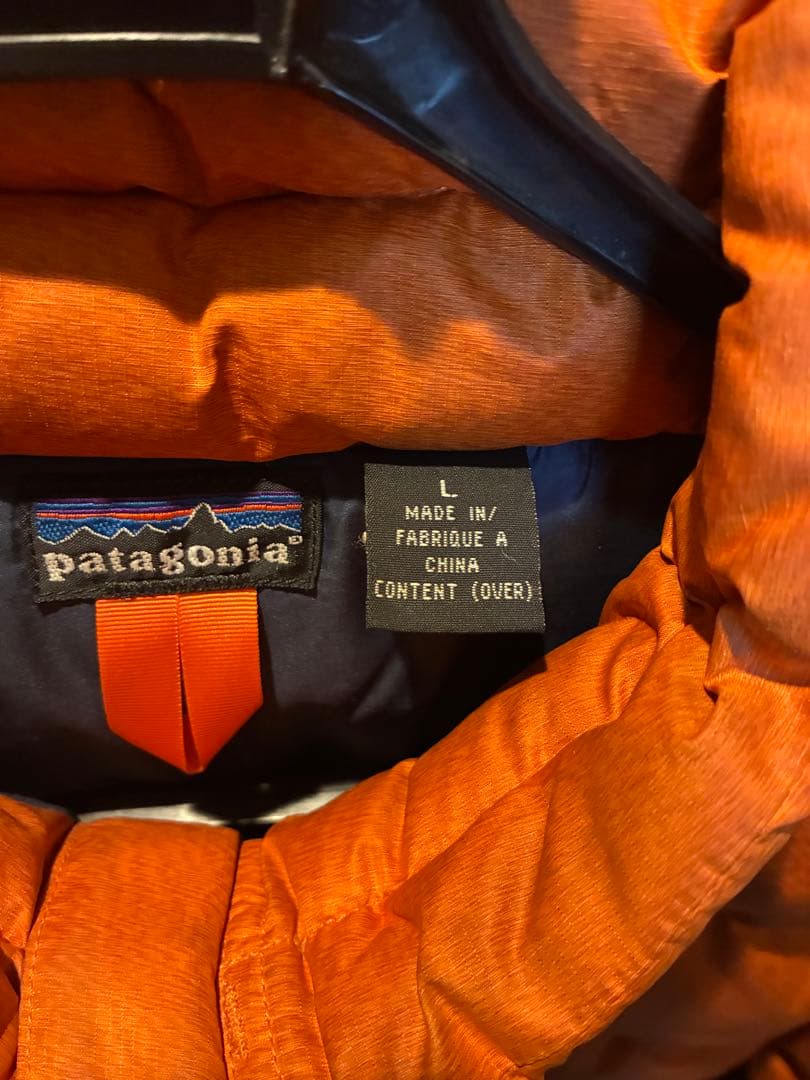 patagonia®
L
MADE IN/
FABRIQUE A
CHINA
CONTENT (OVER)